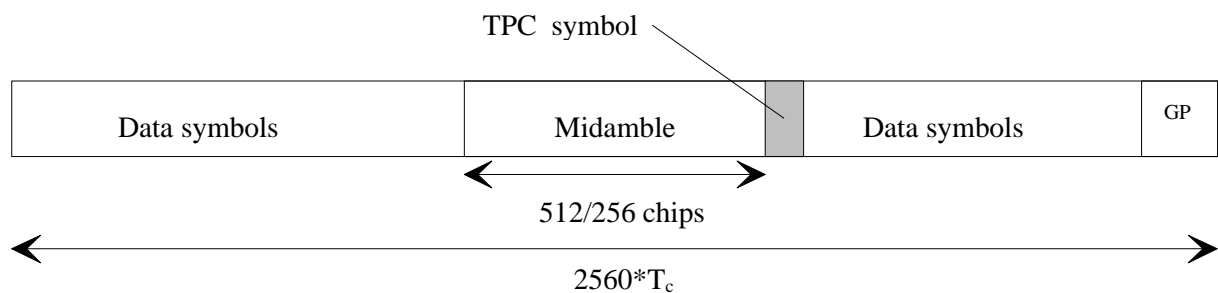 TPC symbol
Data symbols
Midamble
Data symbols
GP
512/256 chips
2560*Tc